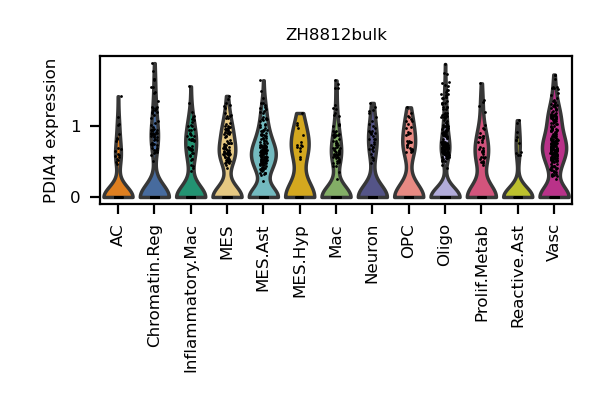 ZH8812bulk
PDIA4 expression
1
0
AC
Chromatin.Reg
Inflammatory.Mac
MES
MES.Ast
MES.Hyp
Mac
Neuron
OPC
Oligo
Prolif.Metab
Reactive.Ast
Vasc